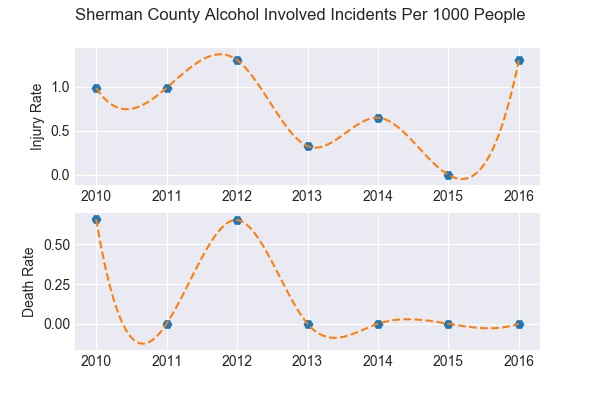 Sherman County Alcohol Involved Incidents Per 1000 People
Injury Rate
1.0
0.5
0.0
2010 2011 2012 2013 2014 2015 2016
Death Rate
0.50
0.25
0.00
2010 2011 2012 2013 2014 2015 2016